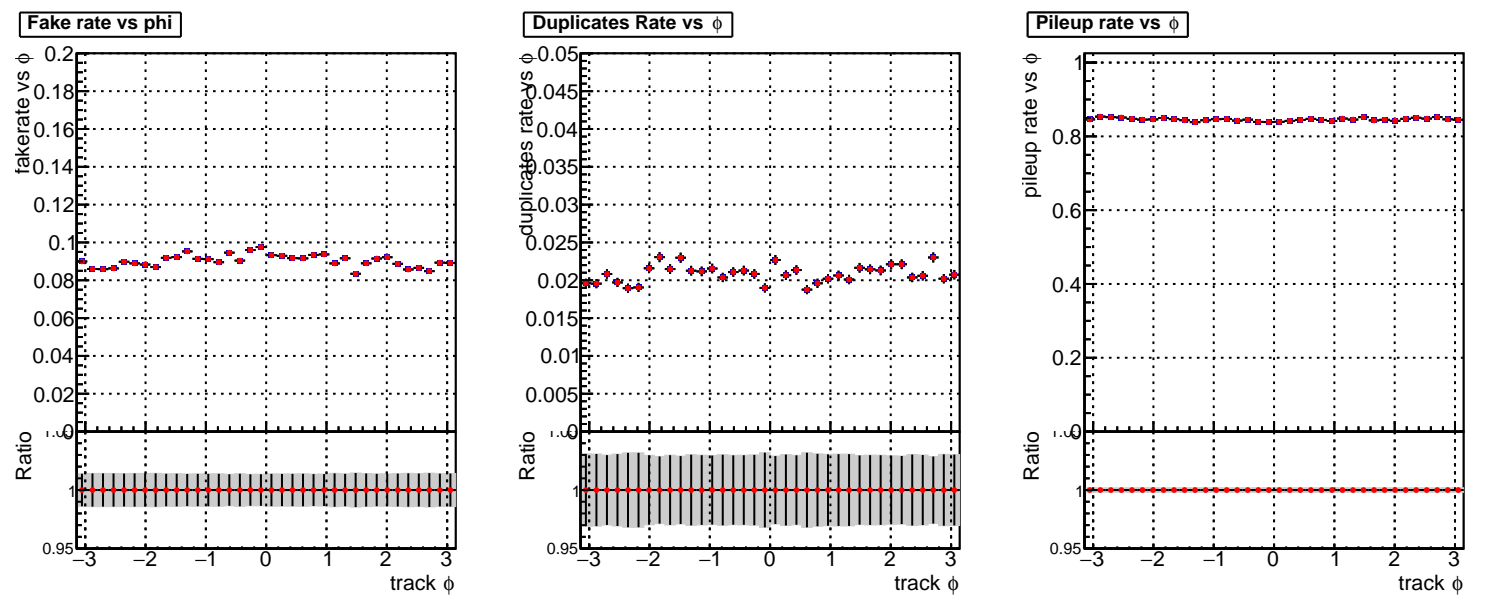 Fake rate vs phi
fakerate vs ϕ
0.2
0.18
0.16
0.14
0.12
0.1
0.08
0.06
0.04
0.02
0
Ratio
1
0.95
−3 −2 −1 0 1 2 3
track ϕ
Duplicates Rate vs ϕ
duplicates rate vs ϕ
0.05
0.045
0.04
0.035
0.03
0.025
0.02
0.015
0.01
0.005
0
Ratio
1
0.95
−3 −2 −1 0 1 2 3
track ϕ
Pileup rate vs ϕ
pileup rate vs ϕ
1
0.8
0.6
0.4
0.2
0
Ratio
1
0.95
−3 −2 −1 0 1 2 3
track ϕ